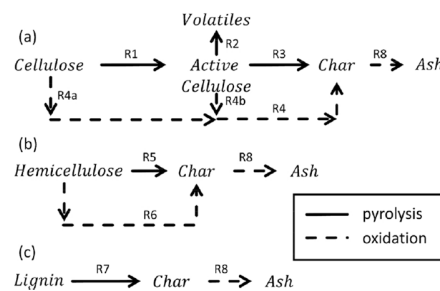 Volatiles
(a)
R1 R2 R3 R8
Cellulose Active Char Ash
Cellulose
R4a R4b R4
(b)
R5 R8
Hemicellulose Char Ash
R6
pyrolysis
oxidation
(c)
R7 R8
Lignin Char Ash